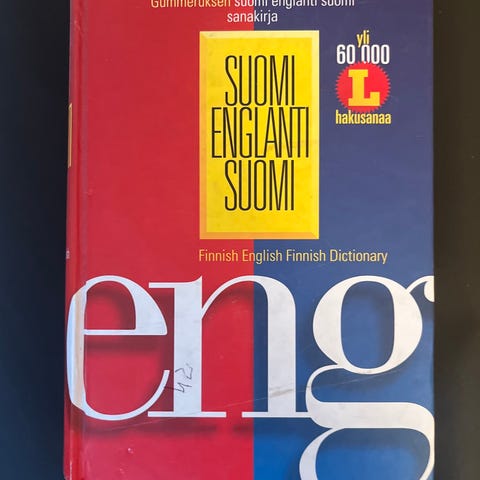 Gummeruksen suomi englanti suomi
sanakirja
yli
60 000
L
hakusanaa
SUOMI
ENGLANTI
SUOMI
Finnish English Finnish Dictionary
eng